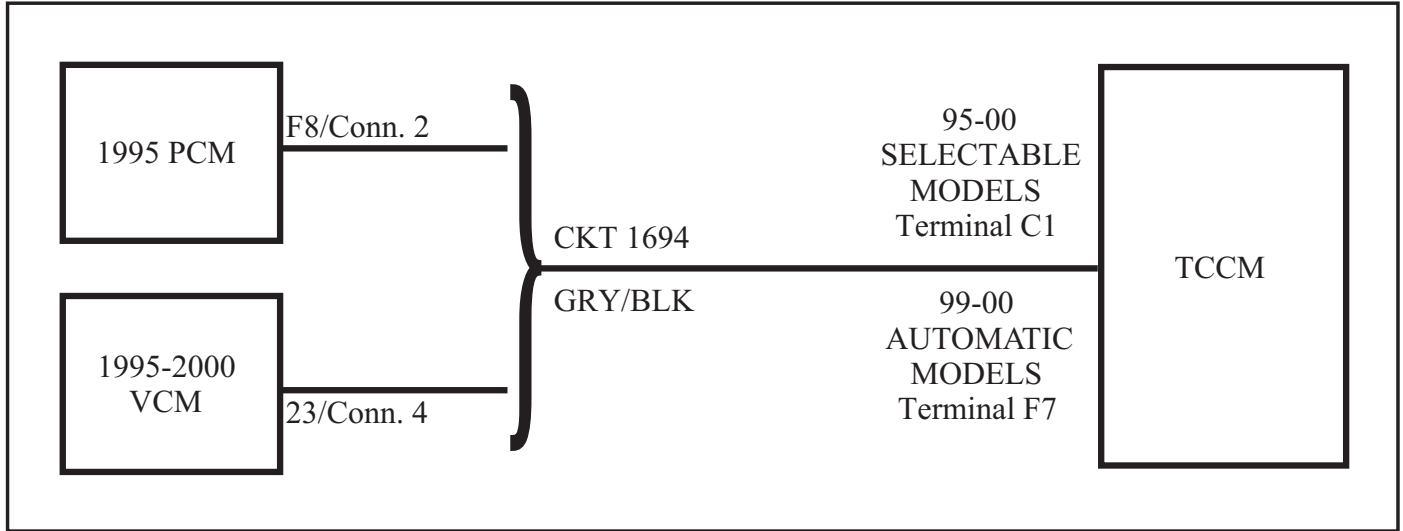 1995 PCM
F8/Conn. 2
1995-2000
VCM
23/Conn. 4
CKT 1694
GRY/BLK
95-00
SELECTABLE
MODELS
Terminal C1
99-00
AUTOMATIC
MODELS
Terminal F7
TCCM